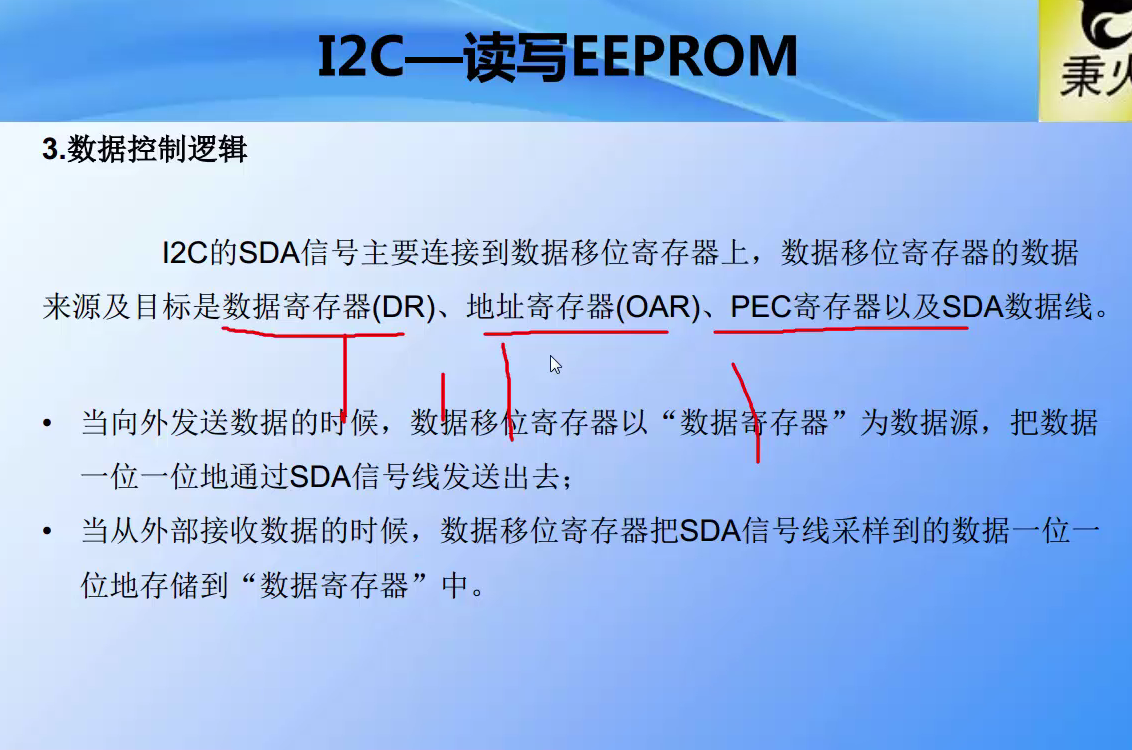 I2C—读写EEPROM
秉火
3.数据控制逻辑
I2C的SDA信号主要连接到数据移位寄存器上，数据移位寄存器的数据
来源及目标是数据寄存器(DR)、地址寄存器(OAR)、PEC寄存器以及SDA数据线。
• 当向外发送数据的时候，数据移位寄存器以“数据寄存器”为数据源，把数据
一位一位地通过SDA信号线发送出去；
• 当从外部接收数据的时候，数据移位寄存器把SDA信号线采样到的数据一位一
位地存储到“数据寄存器”中。